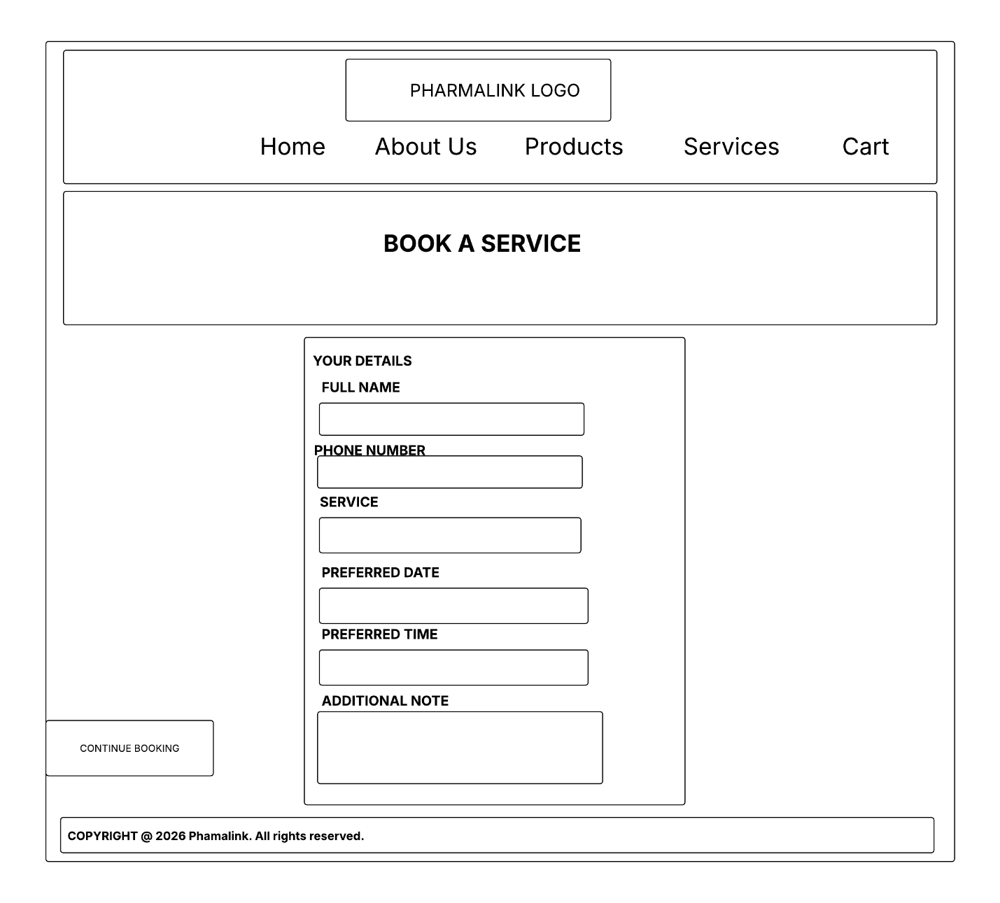 PHARMALINK LOGO
Home About Us Products Services Cart
BOOK A SERVICE
YOUR DETAILS
FULL NAME
PHONE NUMBER
SERVICE
PREFERRED DATE
PREFERRED TIME
ADDITIONAL NOTE
CONTINUE BOOKING
COPYRIGHT @ 2026 Phamalink. All rights reserved.